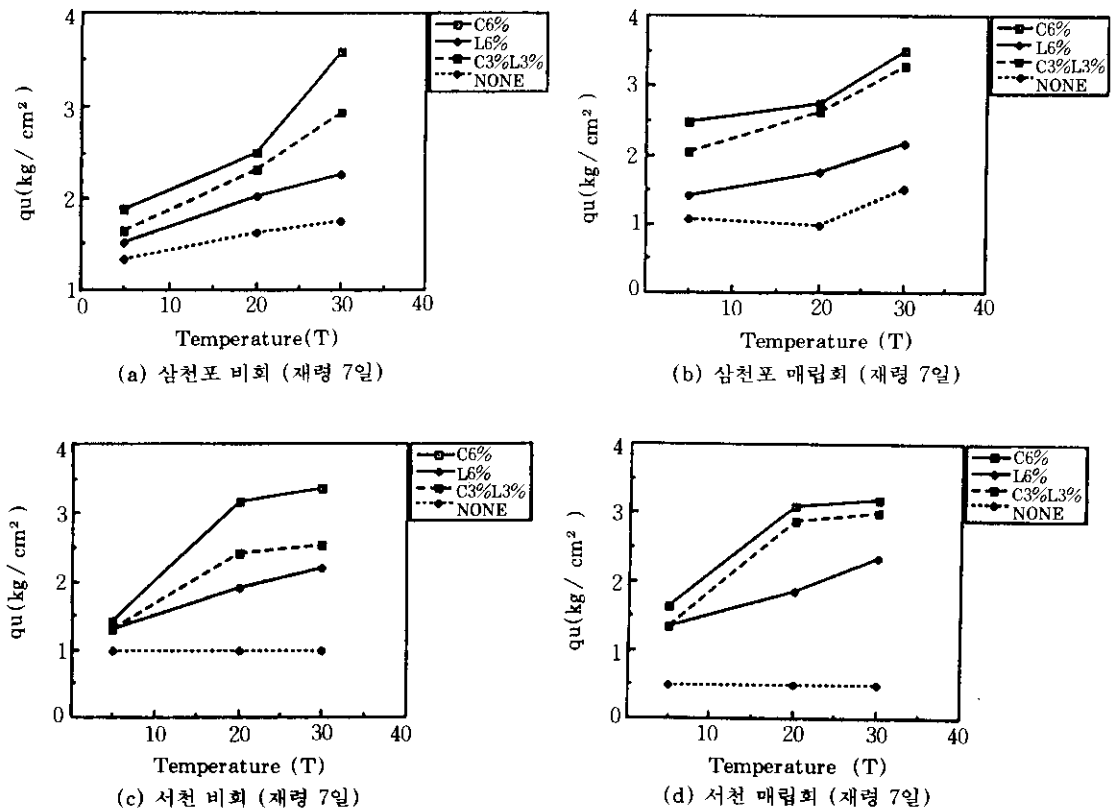 4
3
2
1
0
10
20
30
40
qu(kg/cm²)
Temperature(T)
C6%
L6%
C3%L3%
NONE
(a) 삼천포 비회 (재령 7일)
4
3
2
1
0
10
20
30
40
qu(kg/cm²)
Temperature (T)
C6%
L6%
C3%L3%
NONE
(b) 삼천포 매립회 (재령 7일)
4
3
2
1
0
10
20
30
40
qu(kg/cm²)
Temperature (T)
C6%
L6%
C3%L3%
NONE
(c) 서천 비회 (재령 7일)
4
3
2
1
0
10
20
30
40
qu(kg/cm²)
Temperature (T)
C6%
L6%
C3%L3%
NONE
(d) 서천 매립회 (재령 7일)